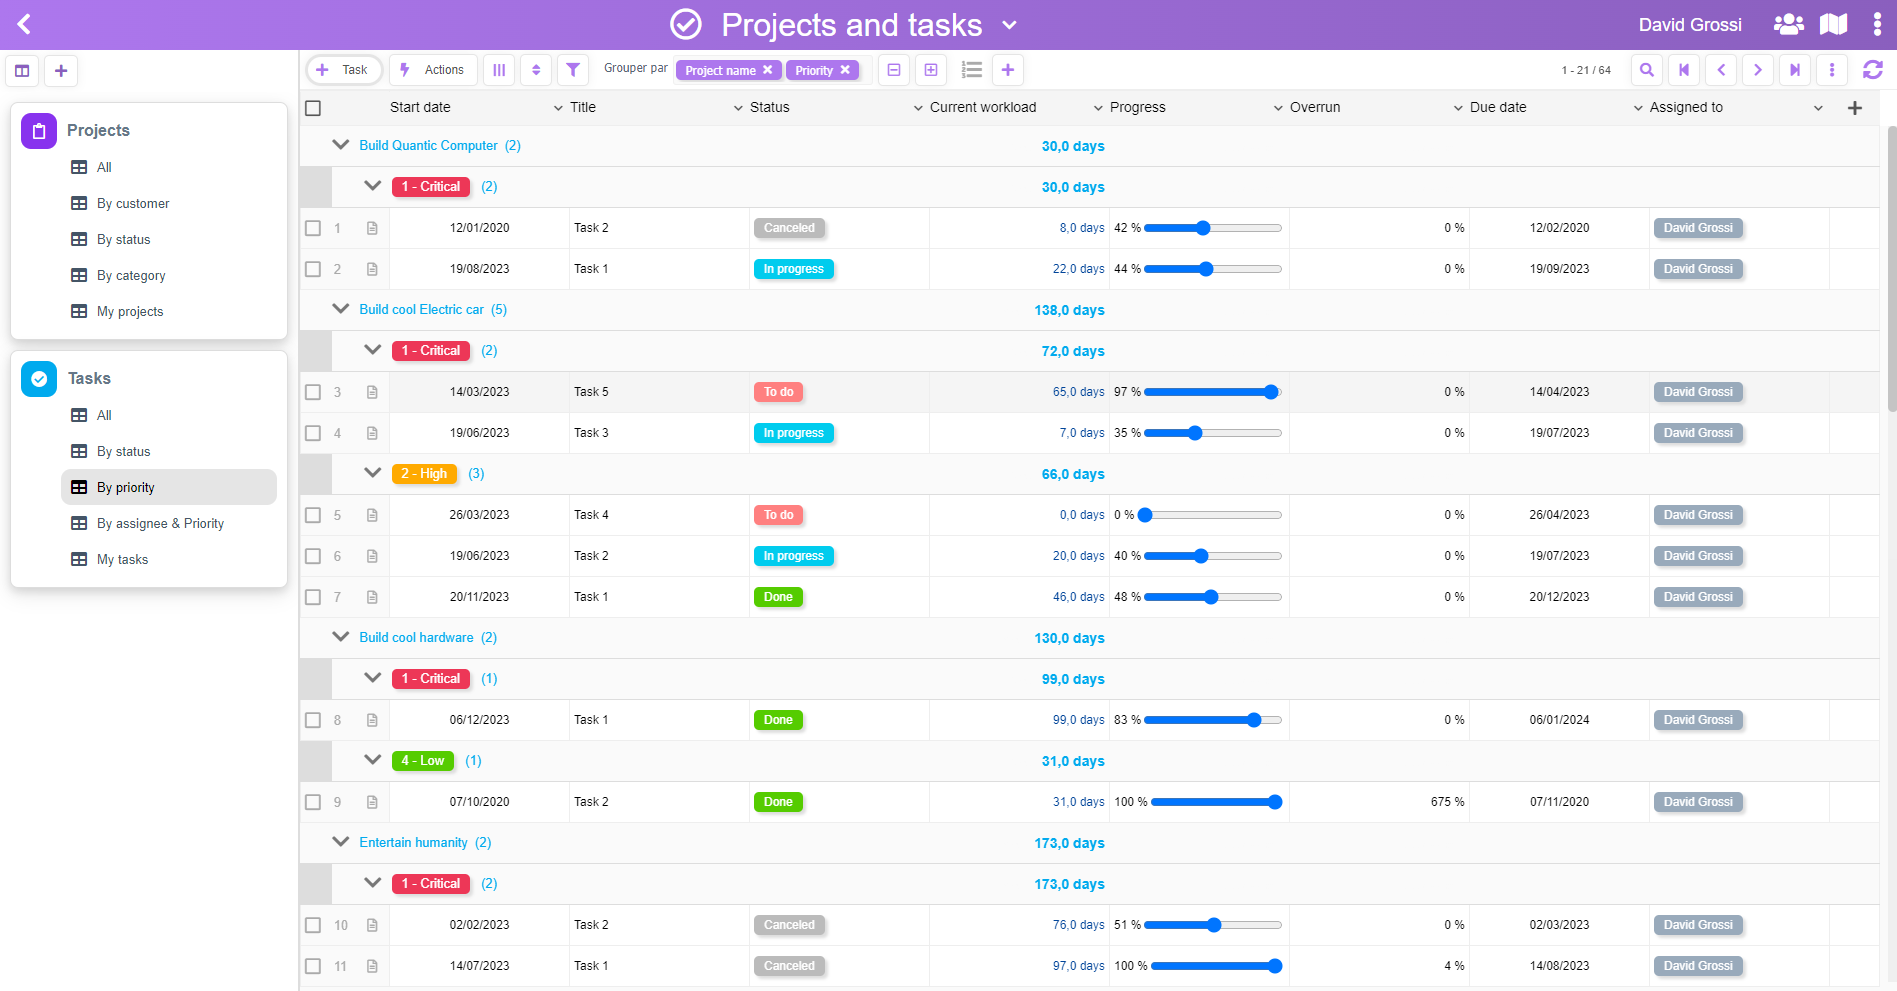 Projects and tasks
David Grossi
Task Actions Grouper par Project name Priority 1 - 21 / 64
Projects
All
By customer
By status
By category
My projects
Tasks
All
By status
By priority
By assignee & Priority
My tasks
Start date Title Status Current workload Progress Overrun Due date Assigned to
Build Quantic Computer (2) 30,0 days
1 - Critical (2) 30,0 days
1 12/01/2020 Task 2 Canceled 8,0 days 42 % 0 % 12/02/2020 David Grossi
2 19/08/2023 Task 1 In progress 22,0 days 44 % 0 % 19/09/2023 David Grossi
Build cool Electric car (5) 138,0 days
1 - Critical (2) 72,0 days
3 14/03/2023 Task 5 To do 65,0 days 97 % 0 % 14/04/2023 David Grossi
4 19/06/2023 Task 3 In progress 7,0 days 35 % 0 % 19/07/2023 David Grossi
2 - High (3) 66,0 days
5 26/03/2023 Task 4 To do 0,0 days 0 % 0 % 26/04/2023 David Grossi
6 19/06/2023 Task 2 In progress 20,0 days 40 % 0 % 19/07/2023 David Grossi
7 20/11/2023 Task 1 Done 46,0 days 48 % 0 % 20/12/2023 David Grossi
Build cool hardware (2) 130,0 days
1 - Critical (1) 99,0 days
8 06/12/2023 Task 1 Done 99,0 days 83 % 0 % 06/01/2024 David Grossi
4 - Low (1) 31,0 days
9 07/10/2020 Task 2 Done 31,0 days 100 % 675 % 07/11/2020 David Grossi
Entertain humanity (2) 173,0 days
1 - Critical (2) 173,0 days
10 02/02/2023 Task 2 Canceled 76,0 days 51 % 0 % 02/03/2023 David Grossi
11 14/07/2023 Task 1 Canceled 97,0 days 100 % 4 % 14/08/2023 David Grossi